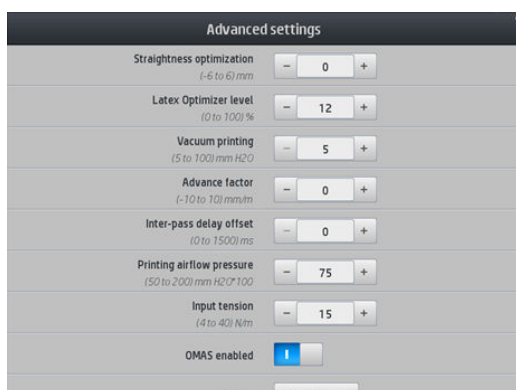 Advanced settings
Straightness optimization
(-6 to 6) mm
- 0 +
Latex Optimizer level
(0 to 100) %
- 12 +
Vacuum printing
(5 to 100) mm H2O
- 5 +
Advance factor
(-10 to 10) mm/m
- 0 +
Inter-pass delay offset
(0 to 1500) ms
- 0 +
Printing airflow pressure
(50 to 200) mm H2O*100
- 75 +
Input tension
(4 to 40) N/m
- 15 +
OMAS enabled
I